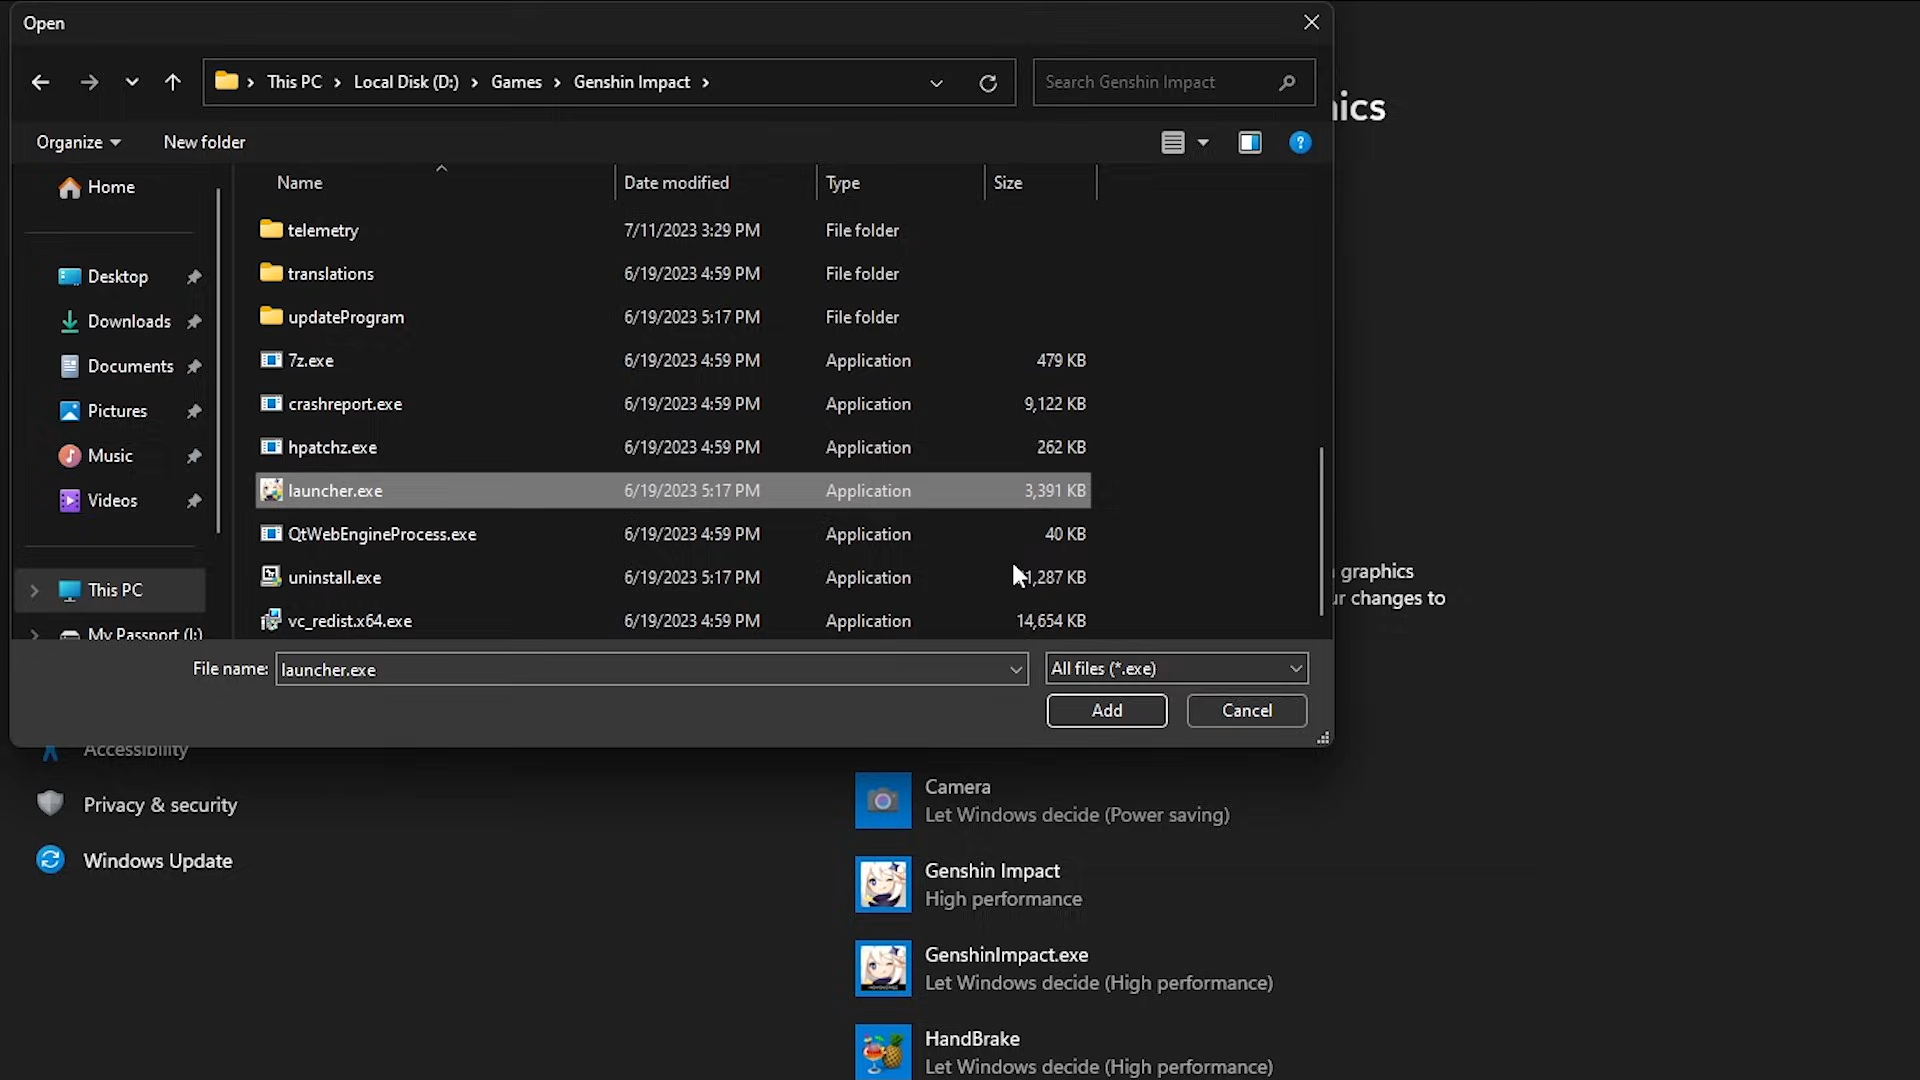 Open
This PC > Local Disk (D:) > Games > Genshin Impact >
Search Genshin Impact
Organize
New folder
Name
Date modified
Type
Size
Home
Desktop
Downloads
Documents
Pictures
Music
Videos
This PC
My Passport (I:)
telemetry 7/11/2023 3:29 PM File folder
translations 6/19/2023 4:59 PM File folder
updateProgram 6/19/2023 5:17 PM File folder
7z.exe 6/19/2023 4:59 PM Application 479 KB
crashreport.exe 6/19/2023 4:59 PM Application 9,122 KB
hpatchz.exe 6/19/2023 4:59 PM Application 262 KB
launcher.exe 6/19/2023 5:17 PM Application 3,391 KB
QtWebEngineProcess.exe 6/19/2023 4:59 PM Application 40 KB
uninstall.exe 6/19/2023 5:17 PM Application 1,287 KB
vc_redist.x64.exe 6/19/2023 4:59 PM Application 14,654 KB
File name: launcher.exe
All files (*.exe)
Add
Cancel
ics
graphics
ur changes to
Accessibility
Privacy & security
Windows Update
Camera
Let Windows decide (Power saving)
Genshin Impact
High performance
GenshinImpact.exe
Let Windows decide (High performance)
HandBrake
Let Windows decide (High performance)